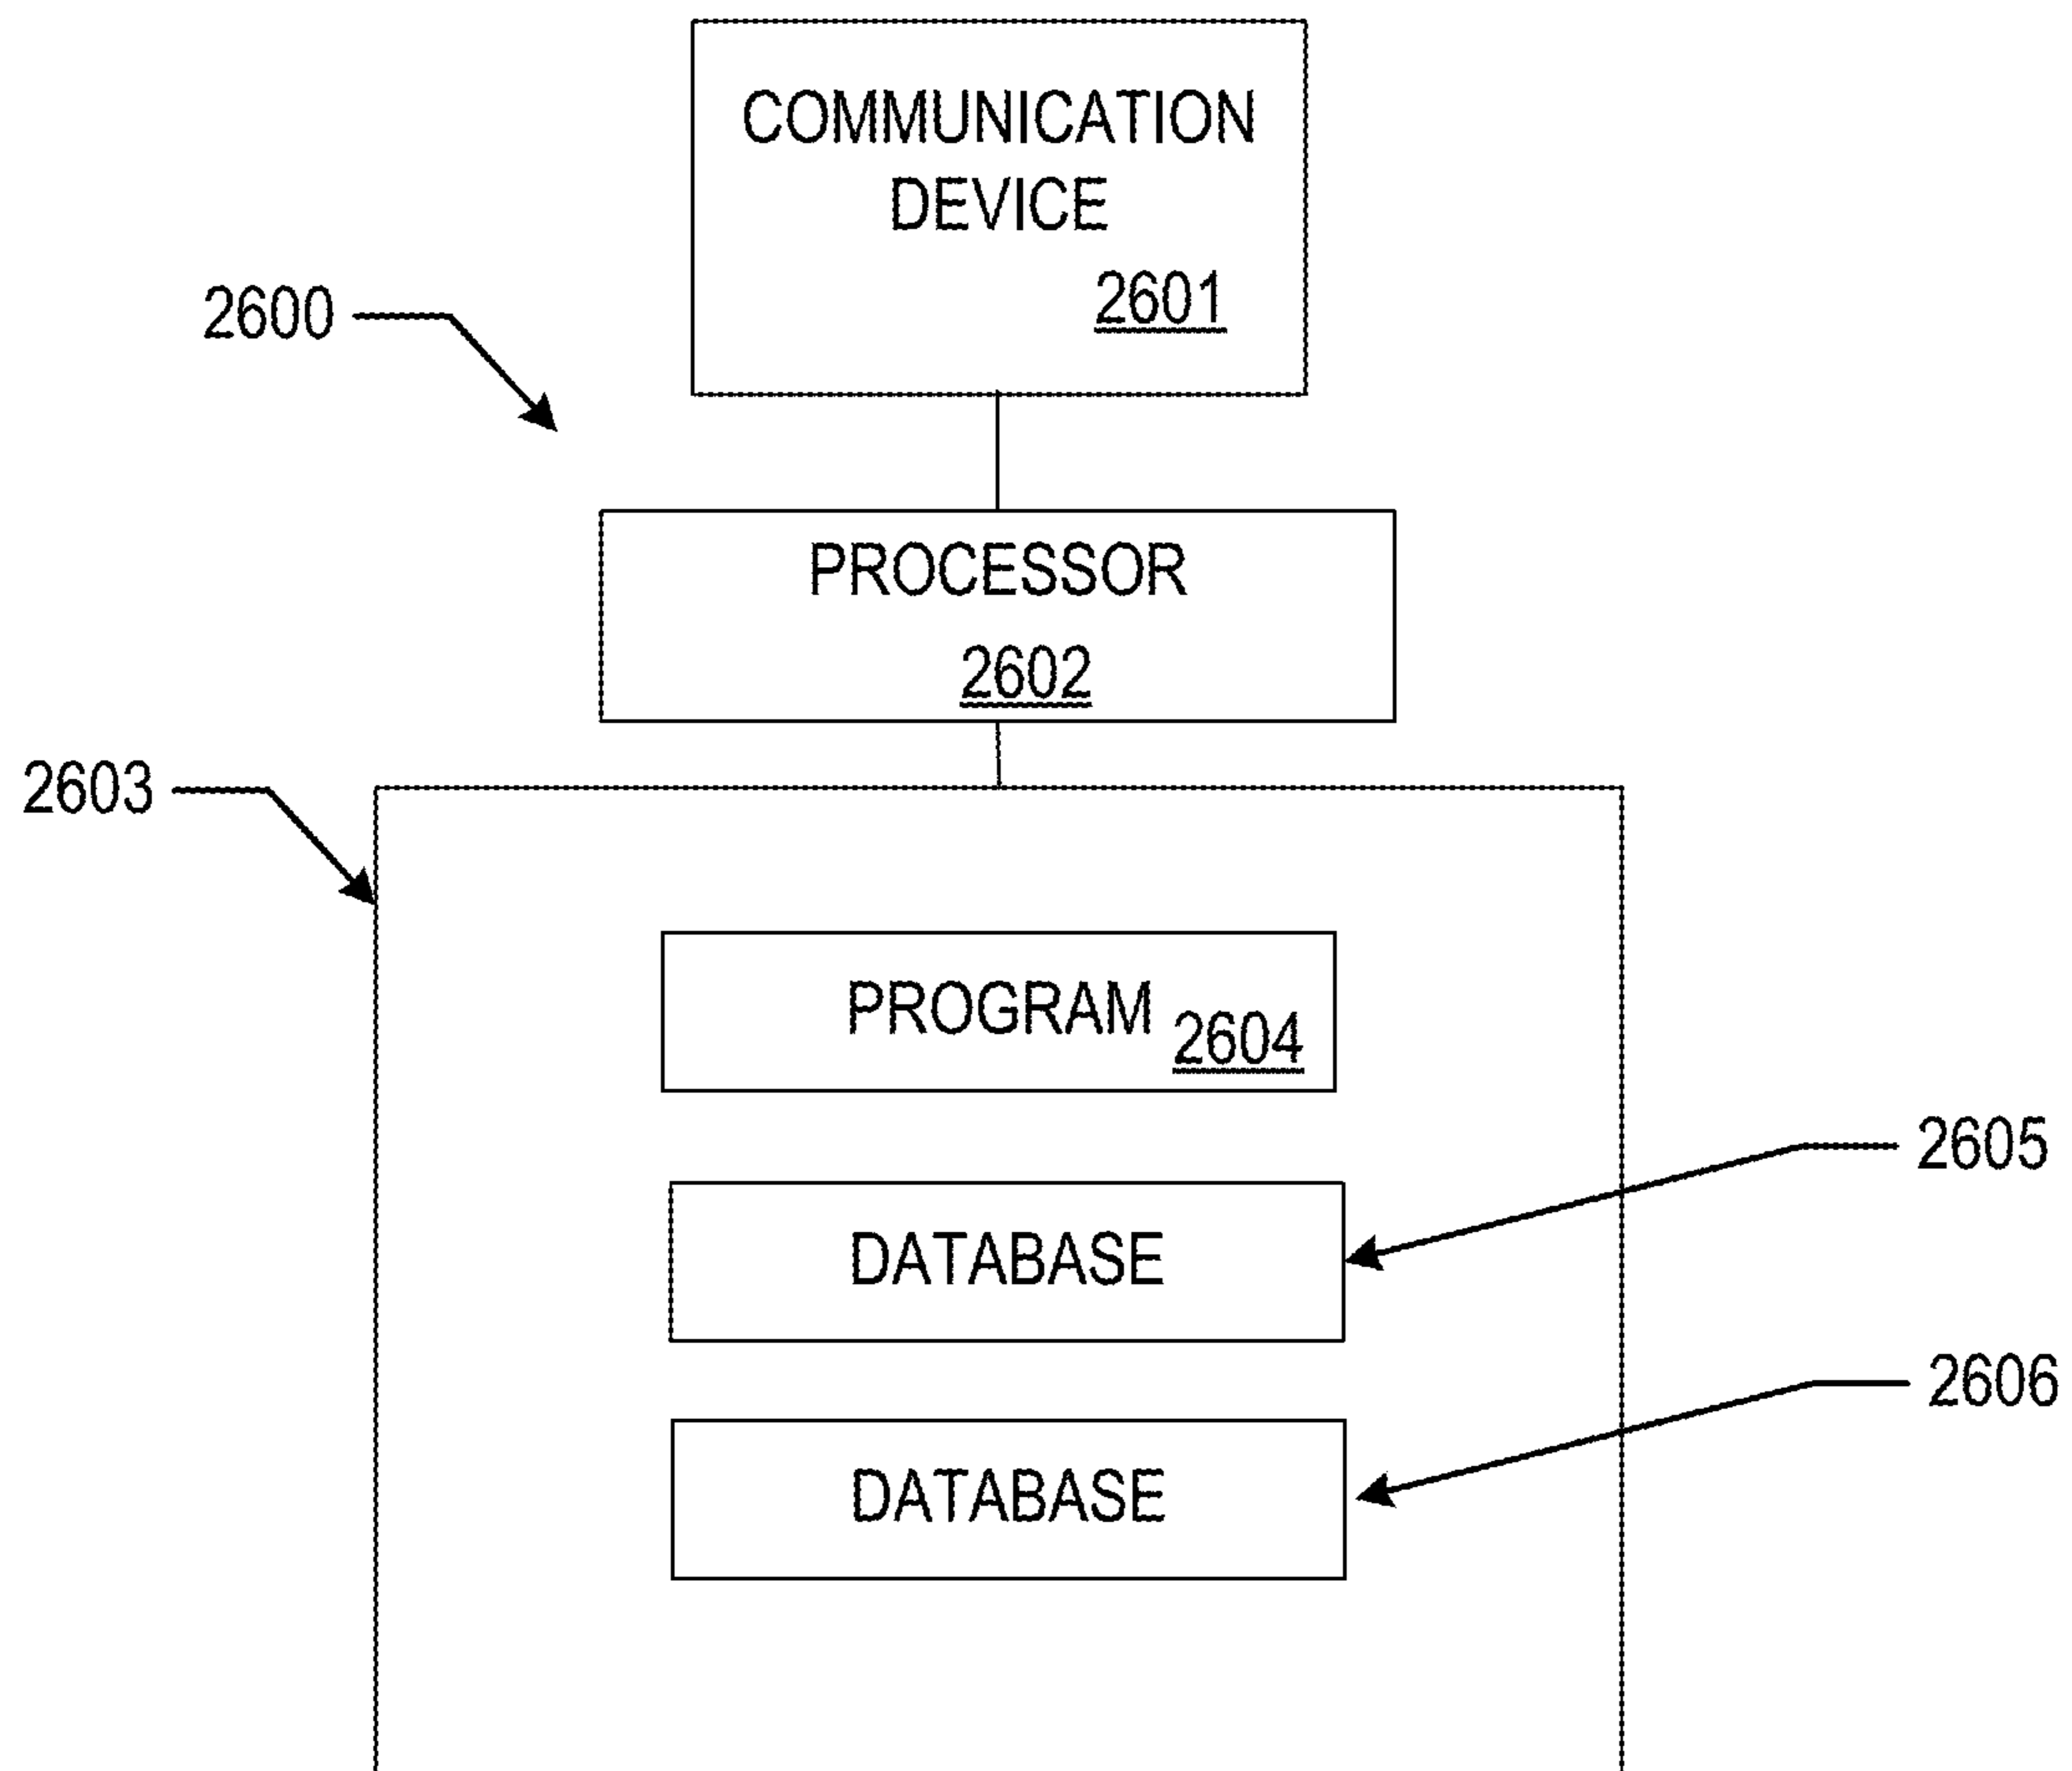 COMMUNICATION
DEVICE
2601
2600
PROCESSOR
2602
2603
PROGRAM 2604
2605
DATABASE
2606
DATABASE